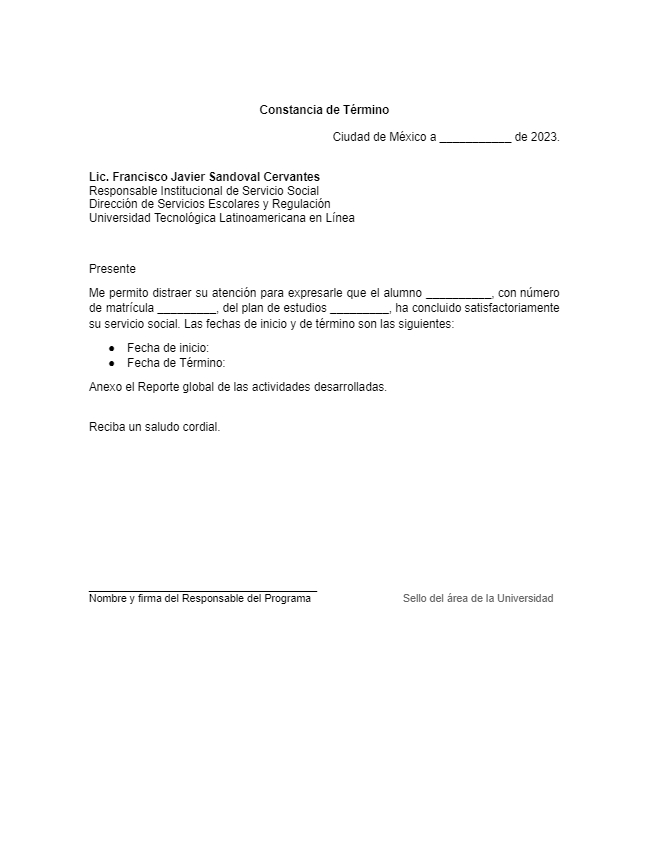 Constancia de Término
Ciudad de México a ___________ de 2023.
Lic. Francisco Javier Sandoval Cervantes
Responsable Institucional de Servicio Social
Dirección de Servicios Escolares y Regulación
Universidad Tecnológica Latinoamericana en Línea
Presente
Me permito distraer su atención para expresarle que el alumno __________, con número
de matrícula _________, del plan de estudios _________, ha concluido satisfactoriamente
su servicio social. Las fechas de inicio y de término son las siguientes:
● Fecha de inicio:
● Fecha de Término:
Anexo el Reporte global de las actividades desarrolladas.
Reciba un saludo cordial.
Nombre y firma del Responsable del Programa
Sello del área de la Universidad